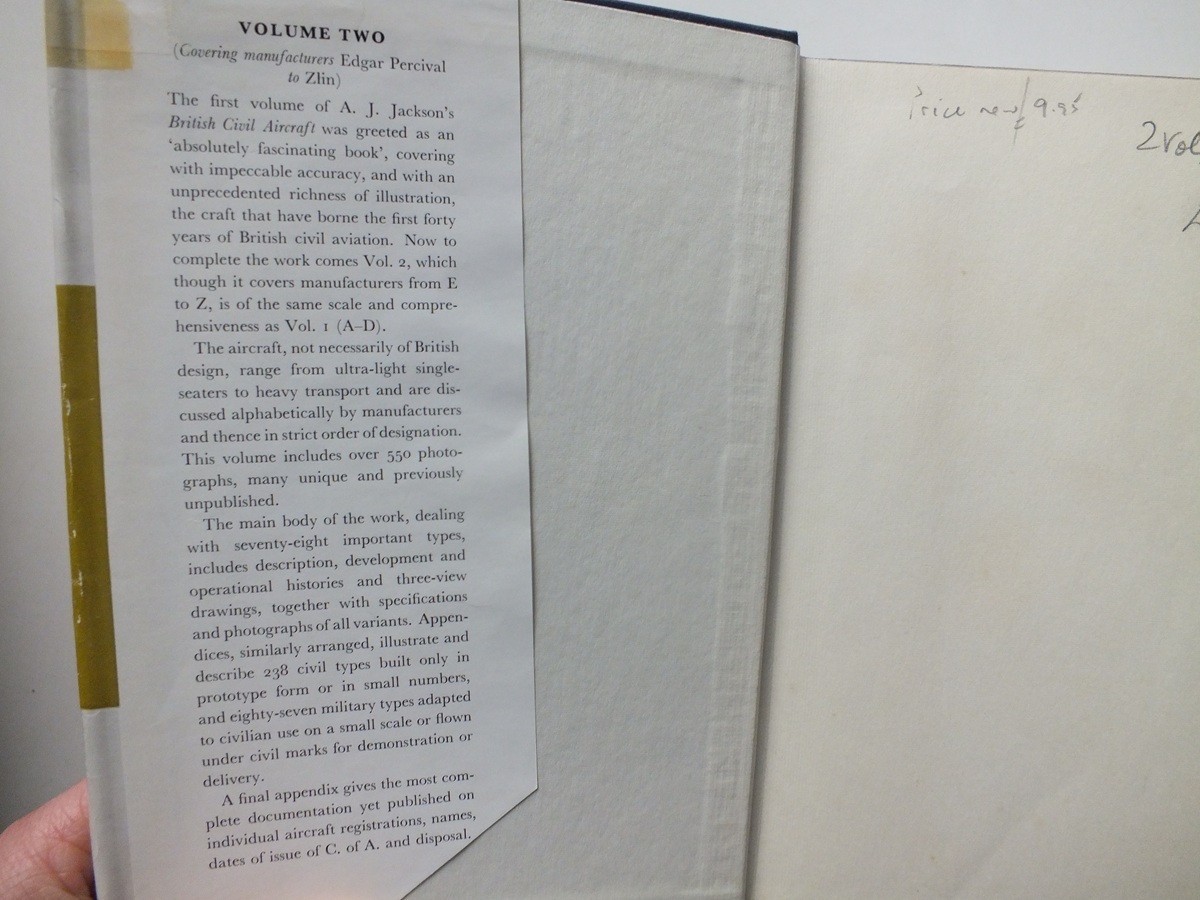 VOLUME TWO
(Covering manufacturers Edgar Percival
to Zlin)
The first volume of A. J. Jackson's
British Civil Aircraft was greeted as an
‘absolutely fascinating book’, covering
with impeccable accuracy, and with an
unprecedented richness of illustration,
the craft that have borne the first forty
years of British civil aviation. Now to
complete the work comes Vol. 2, which
though it covers manufacturers from E
to Z, is of the same scale and compre-
hensiveness as Vol. 1 (A–D).
The aircraft, not necessarily of British
design, range from ultra-light single-
seaters to heavy transport and are dis-
cussed alphabetically by manufacturers
and thence in strict order of designation.
This volume includes over 550 photo-
graphs, many unique and previously
unpublished.
The main body of the work, dealing
with seventy-eight important types,
includes description, development and
operational histories and three-view
drawings, together with specifications
and photographs of all variants. Appen-
dices, similarly arranged, illustrate and
describe 238 civil types built only in
prototype form or in small numbers,
and eighty-seven military types adapted
to civilian use on a small scale or flown
under civil marks for demonstration or
delivery.
A final appendix gives the most com-
plete documentation yet published on
individual aircraft registrations, names,
dates of issue of C. of A. and disposal.
Price new 9.95
2 Vol